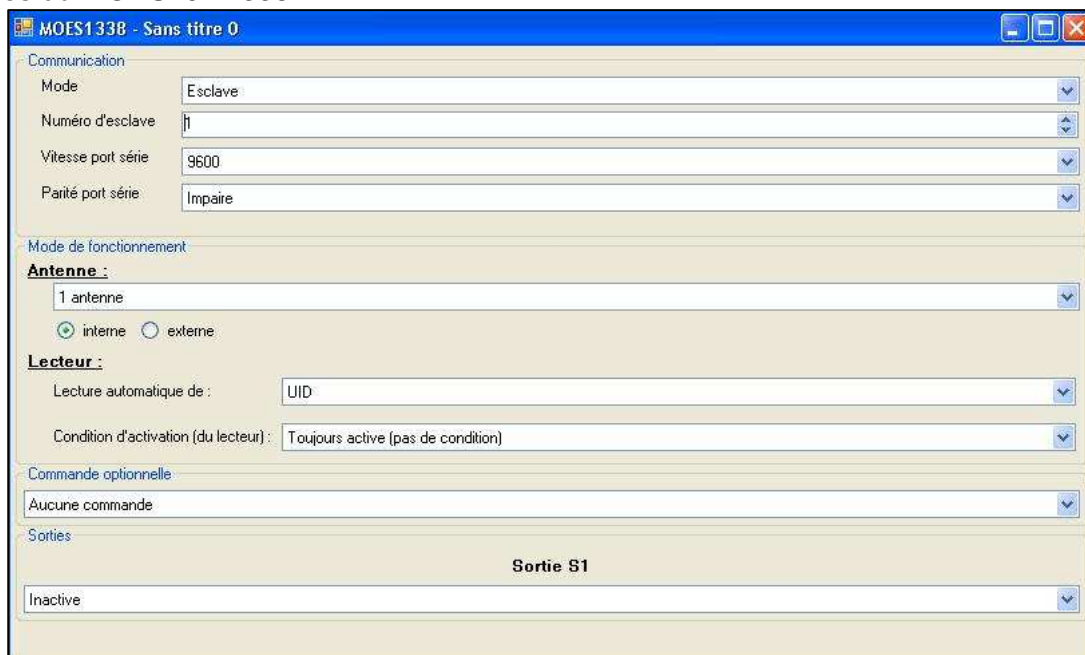 MOES1338 - Sans titre 0
Communication
Mode Esclave
Numéro d'esclave 1
Vitesse port série 9600
Parité port série Impaire
Mode de fonctionnement
Antenne :
1 antenne
interne externe
Lecteur :
Lecture automatique de : UID
Condition d'activation (du lecteur) : Toujours active (pas de condition)
Commande optionnelle
Aucune commande
Sorties
Sortie S1
Inactive